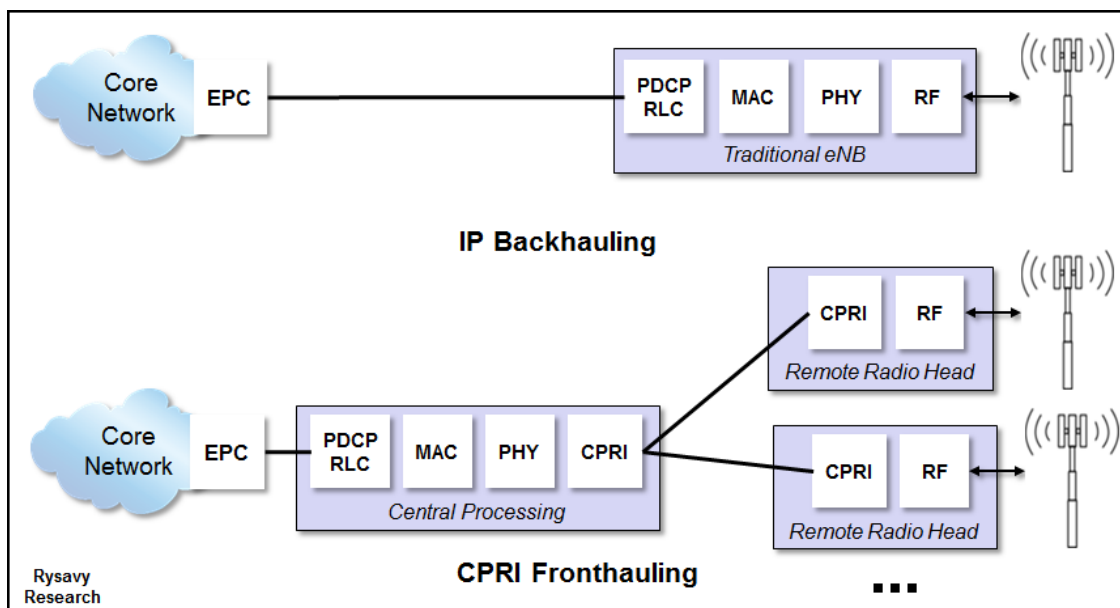 Core
Network
EPC
PDCP
RLC
MAC
PHY
RF
Traditional eNB
IP Backhauling
CPRI
RF
Remote Radio Head
Core
Network
EPC
PDCP
RLC
MAC
PHY
CPRI
Central Processing
CPRI
RF
Remote Radio Head
CPRI Fronthauling
...
Rysavy
Research